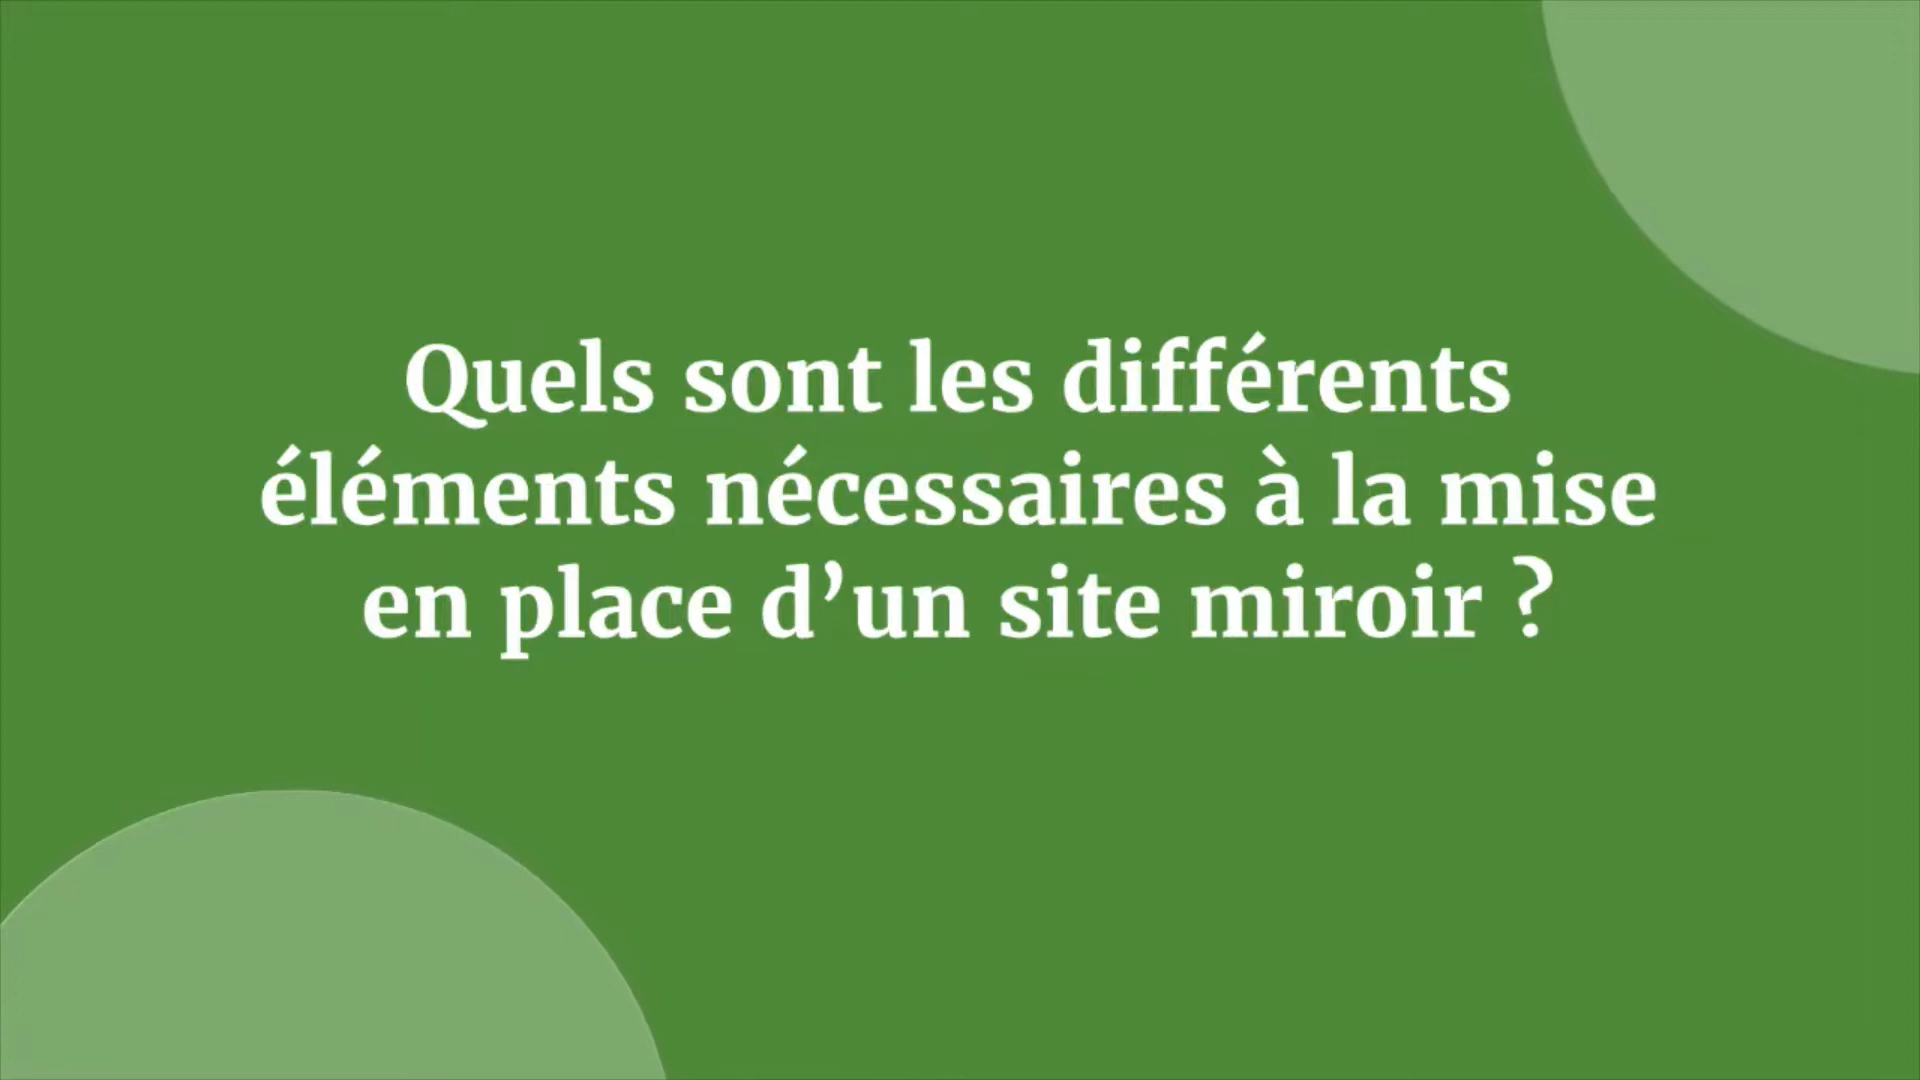 Quels sont les différents
éléments nécessaires à la mise
en place d’un site miroir ?